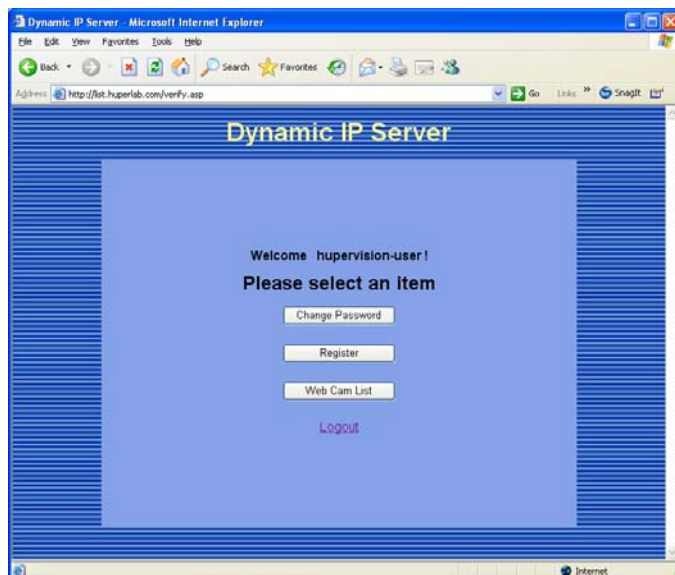 Dynamic IP Server - Microsoft Internet Explorer
File Edit View Favorites Tools Help
Back Search Favorites
Address http://list.huperlab.com/verify.asp Go Links » SnagIt
Dynamic IP Server
Welcome hupervision-user !
Please select an item
Change Password
Register
Web Cam List
Logout
Internet